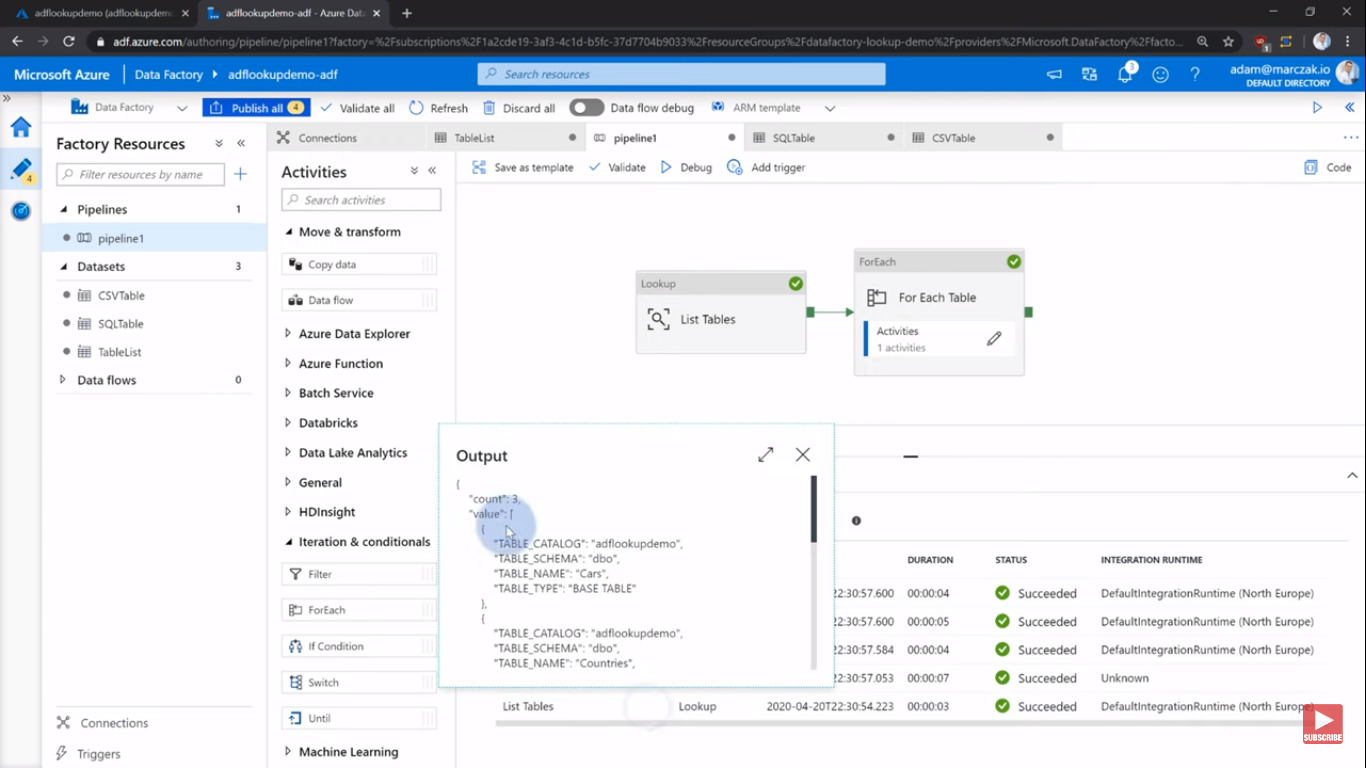 adflookupdemo (adflookupdemo
adflookupdemo-adf - Azure Data
adf.azure.com/authoring/pipeline/pipeline1?factory=%2Fsubscriptions%2F1a2cde19-3af3-4c1d-b5fc-37d7704b9033%2FresourceGroups%2Fdatafactory-lookup-demo%2Fproviders%2FMicrosoft.DataFactory%2Ffacto...
Microsoft Azure
Data Factory
adflookupdemo-adf
Search resources
3
adam@marczak.io
DEFAULT DIRECTORY
Data Factory
Publish all 4
Validate all
Refresh
Discard all
Data flow debug
ARM template
Factory Resources
Filter resources by name
4
Pipelines 1
pipeline1
Datasets 3
CSVTable
SQLTable
TableList
Data flows 0
Connections
Triggers
Connections
TableList
pipeline1
SQLTable
CSVTable
Activities
Search activities
Move & transform
Copy data
Data flow
Azure Data Explorer
Azure Function
Batch Service
Databricks
Data Lake Analytics
General
HDInsight
Iteration & conditionals
Filter
ForEach
If Condition
Switch
Until
Machine Learning
Save as template
Validate
Debug
Add trigger
Code
Lookup
List Tables
ForEach
For Each Table
Activities
1 activities
Output
{
"count": 3,
"value": [
{
"TABLE_CATALOG": "adflookupdemo",
"TABLE_SCHEMA": "dbo",
"TABLE_NAME": "Cars",
"TABLE_TYPE": "BASE TABLE"
},
{
"TABLE_CATALOG": "adflookupdemo",
"TABLE_SCHEMA": "dbo",
"TABLE_NAME": "Countries",
DURATION STATUS INTEGRATION RUNTIME
22:30:57.600 00:00:04 Succeeded DefaultIntegrationRuntime (North Europe)
22:30:57.600 00:00:05 Succeeded DefaultIntegrationRuntime (North Europe)
22:30:57.584 00:00:04 Succeeded DefaultIntegrationRuntime (North Europe)
22:30:57.053 00:00:07 Succeeded Unknown
List Tables Lookup 2020-04-20T22:30:54.223 00:00:03 Succeeded DefaultIntegrationRuntime (North Europe)
SUBSCRIBE